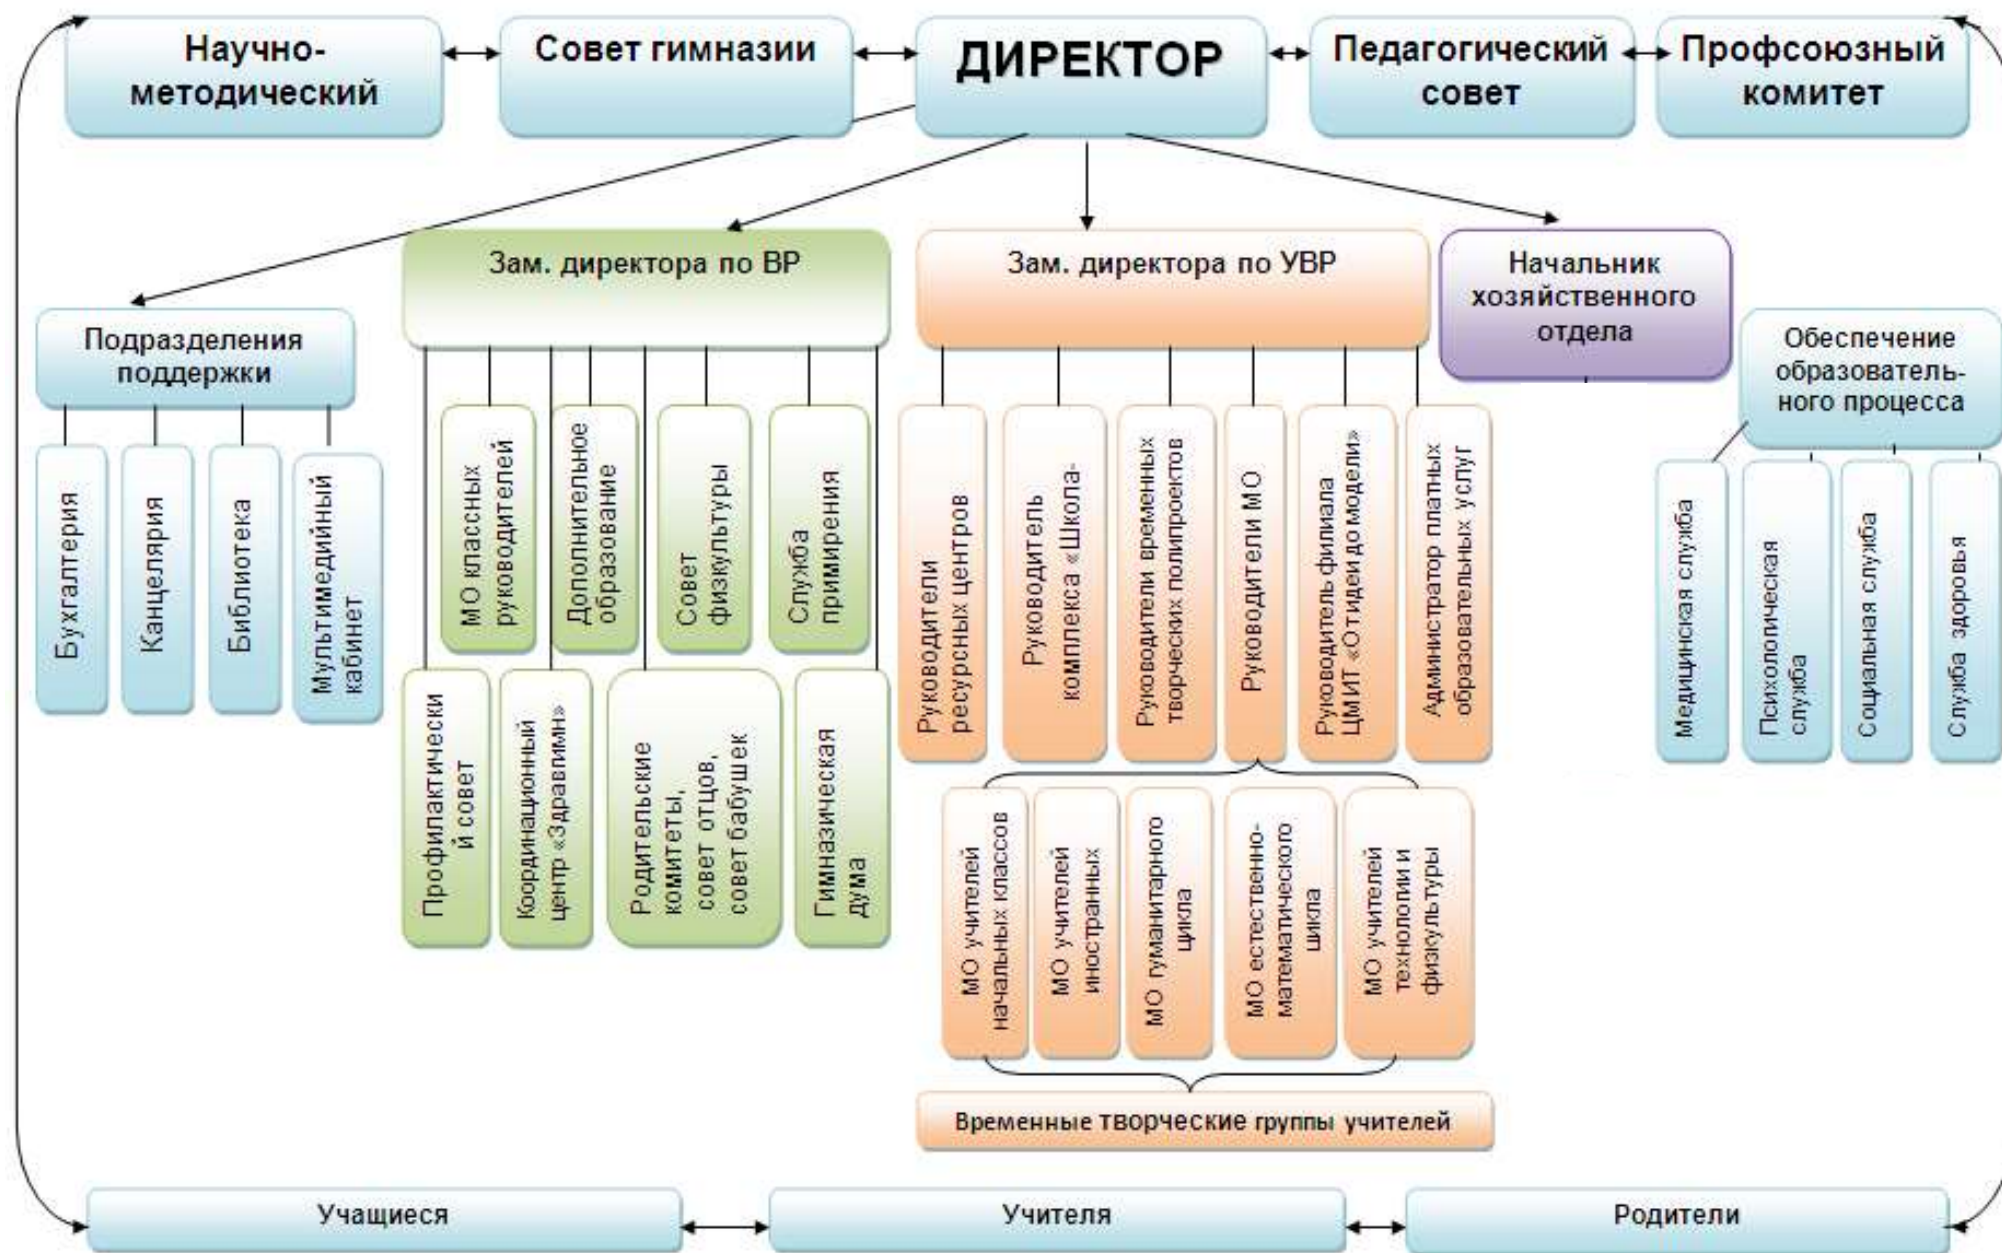 Научно-
методический
Совет гимназии
ДИРЕКТОР
Педагогический
совет
Профсоюзный
комитет
Зам. директора по ВР
Зам. директора по УВР
Начальник
хозяйственного
отдела
Подразделения
поддержки
Обеспечение
образователь-
ного процесса
Бухгалтерия
Канцелярия
Библиотека
Мультимедийный
кабинет
МО классных
руководителей
Дополнительное
образование
Совет
физкультуры
Служба
примирения
Профилактически
й совет
Координационный
центр «Здравгимн»
Родительские
комитеты,
совет отцов,
совет бабушек
Гимназическая
дума
Руководители
ресурсных центров
Руководитель
комплекса «Школа-
Руководители временных
творческих полипроектов
Руководители МО
Руководитель филиала
ЦМИТ «От идеи до модели»
Администратор платных
образовательных услуг
Медицинская служба
Психологическая
служба
Социальная служба
Служба здоровья
МО учителей
начальных классов
МО учителей
иностранных
МО гуманитарного
цикла
МО естественно-
математического
цикла
МО учителей
технологии и
физкультуры
Временные творческие группы учителей
Учащиеся
Учителя
Родители